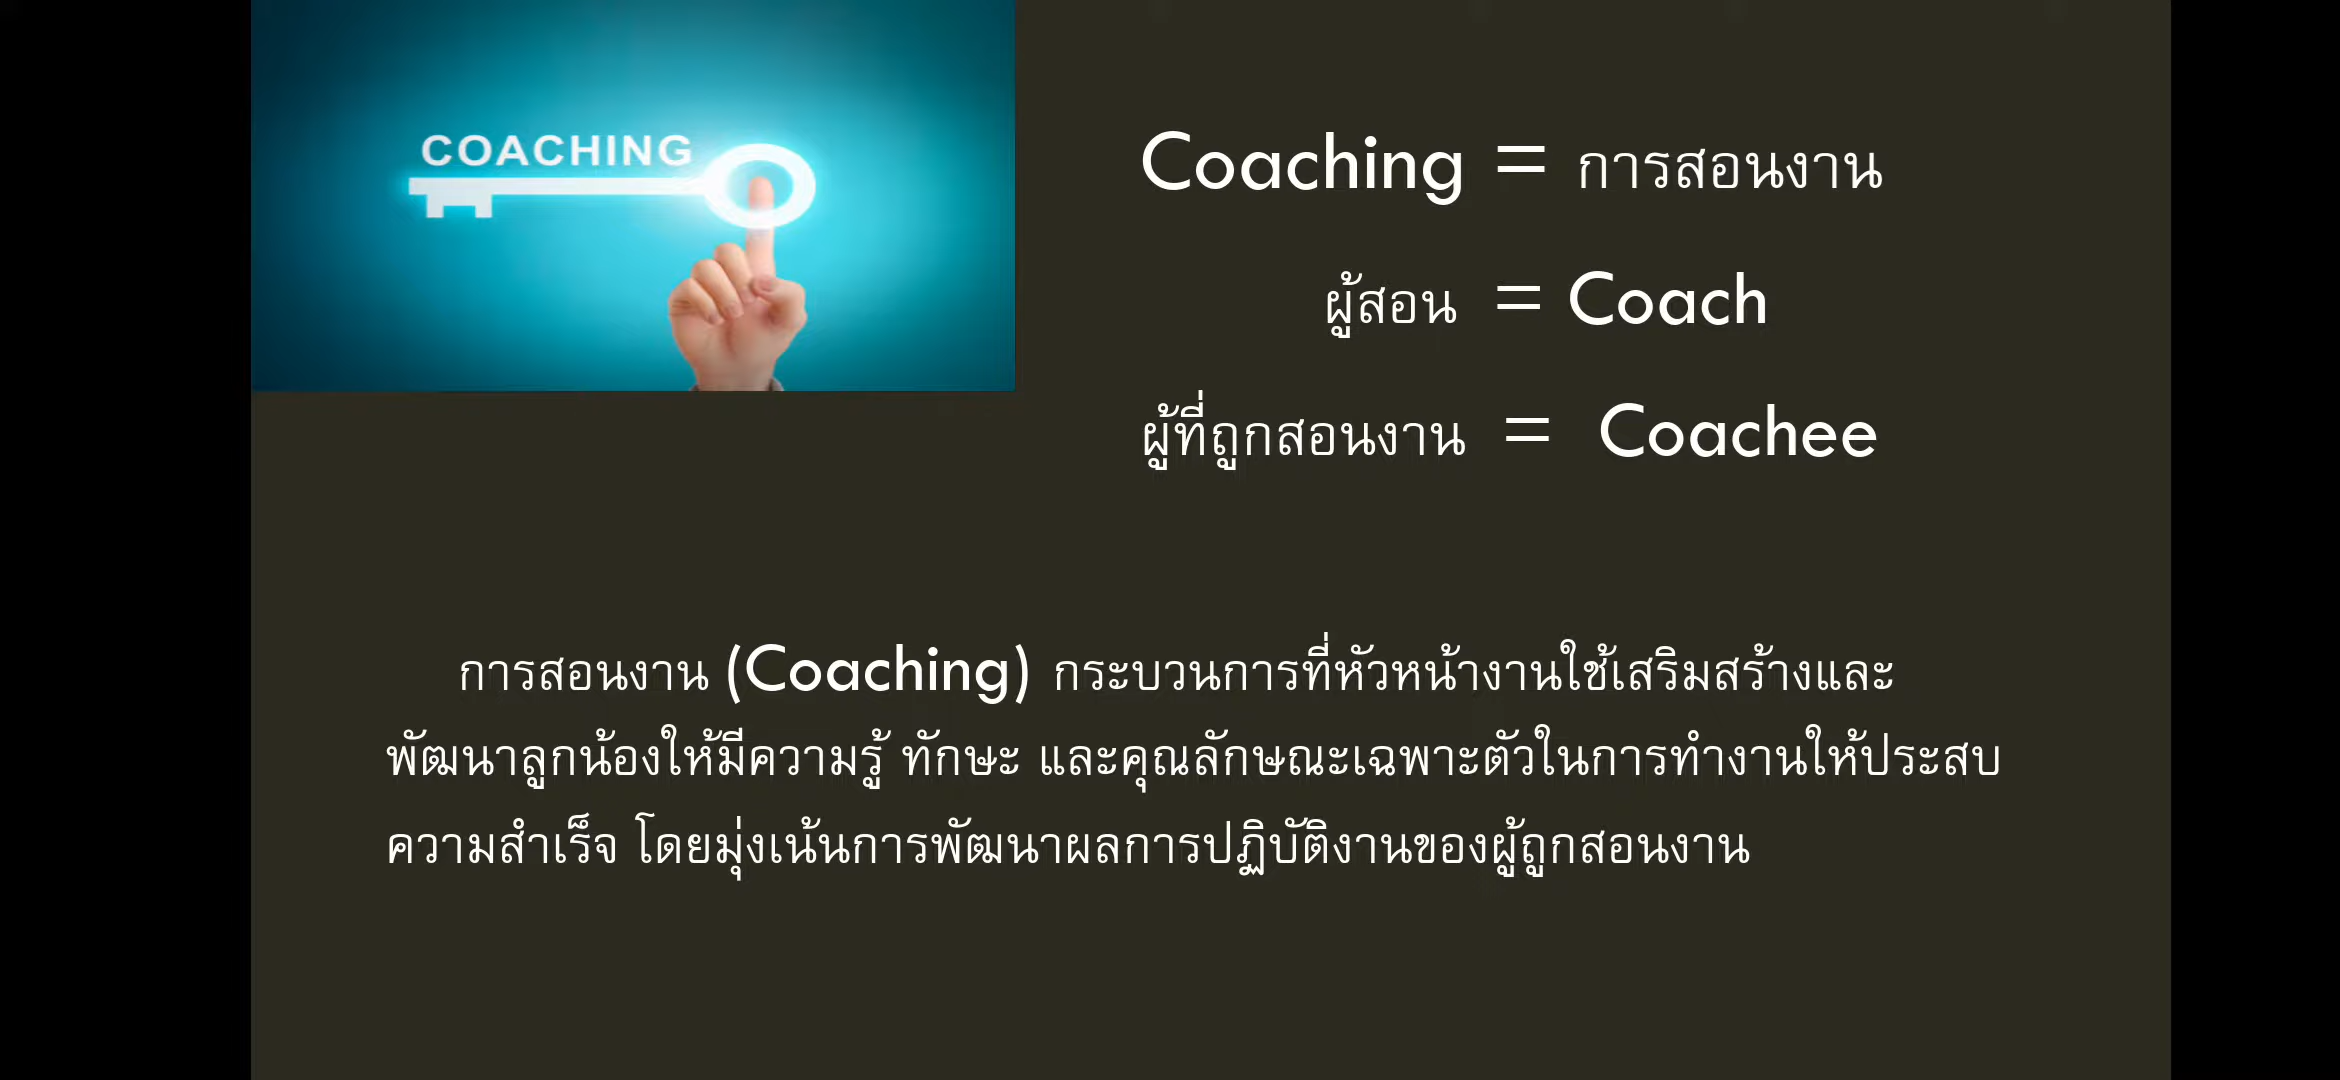 COACHING
Coaching = การสอนงาน
ผู้สอน = Coach
ผู้ที่ถูกสอนงาน = Coachee
การสอนงาน (Coaching) กระบวนการที่หัวหน้างานใช้เสริมสร้างและ
พัฒนาลูกน้องให้มีความรู้ ทักษะ และคุณลักษณะเฉพาะตัวในการทำงานให้ประสบ
ความสำเร็จ โดยมุ่งเน้นการพัฒนาผลการปฏิบัติงานของผู้ถูกสอนงาน